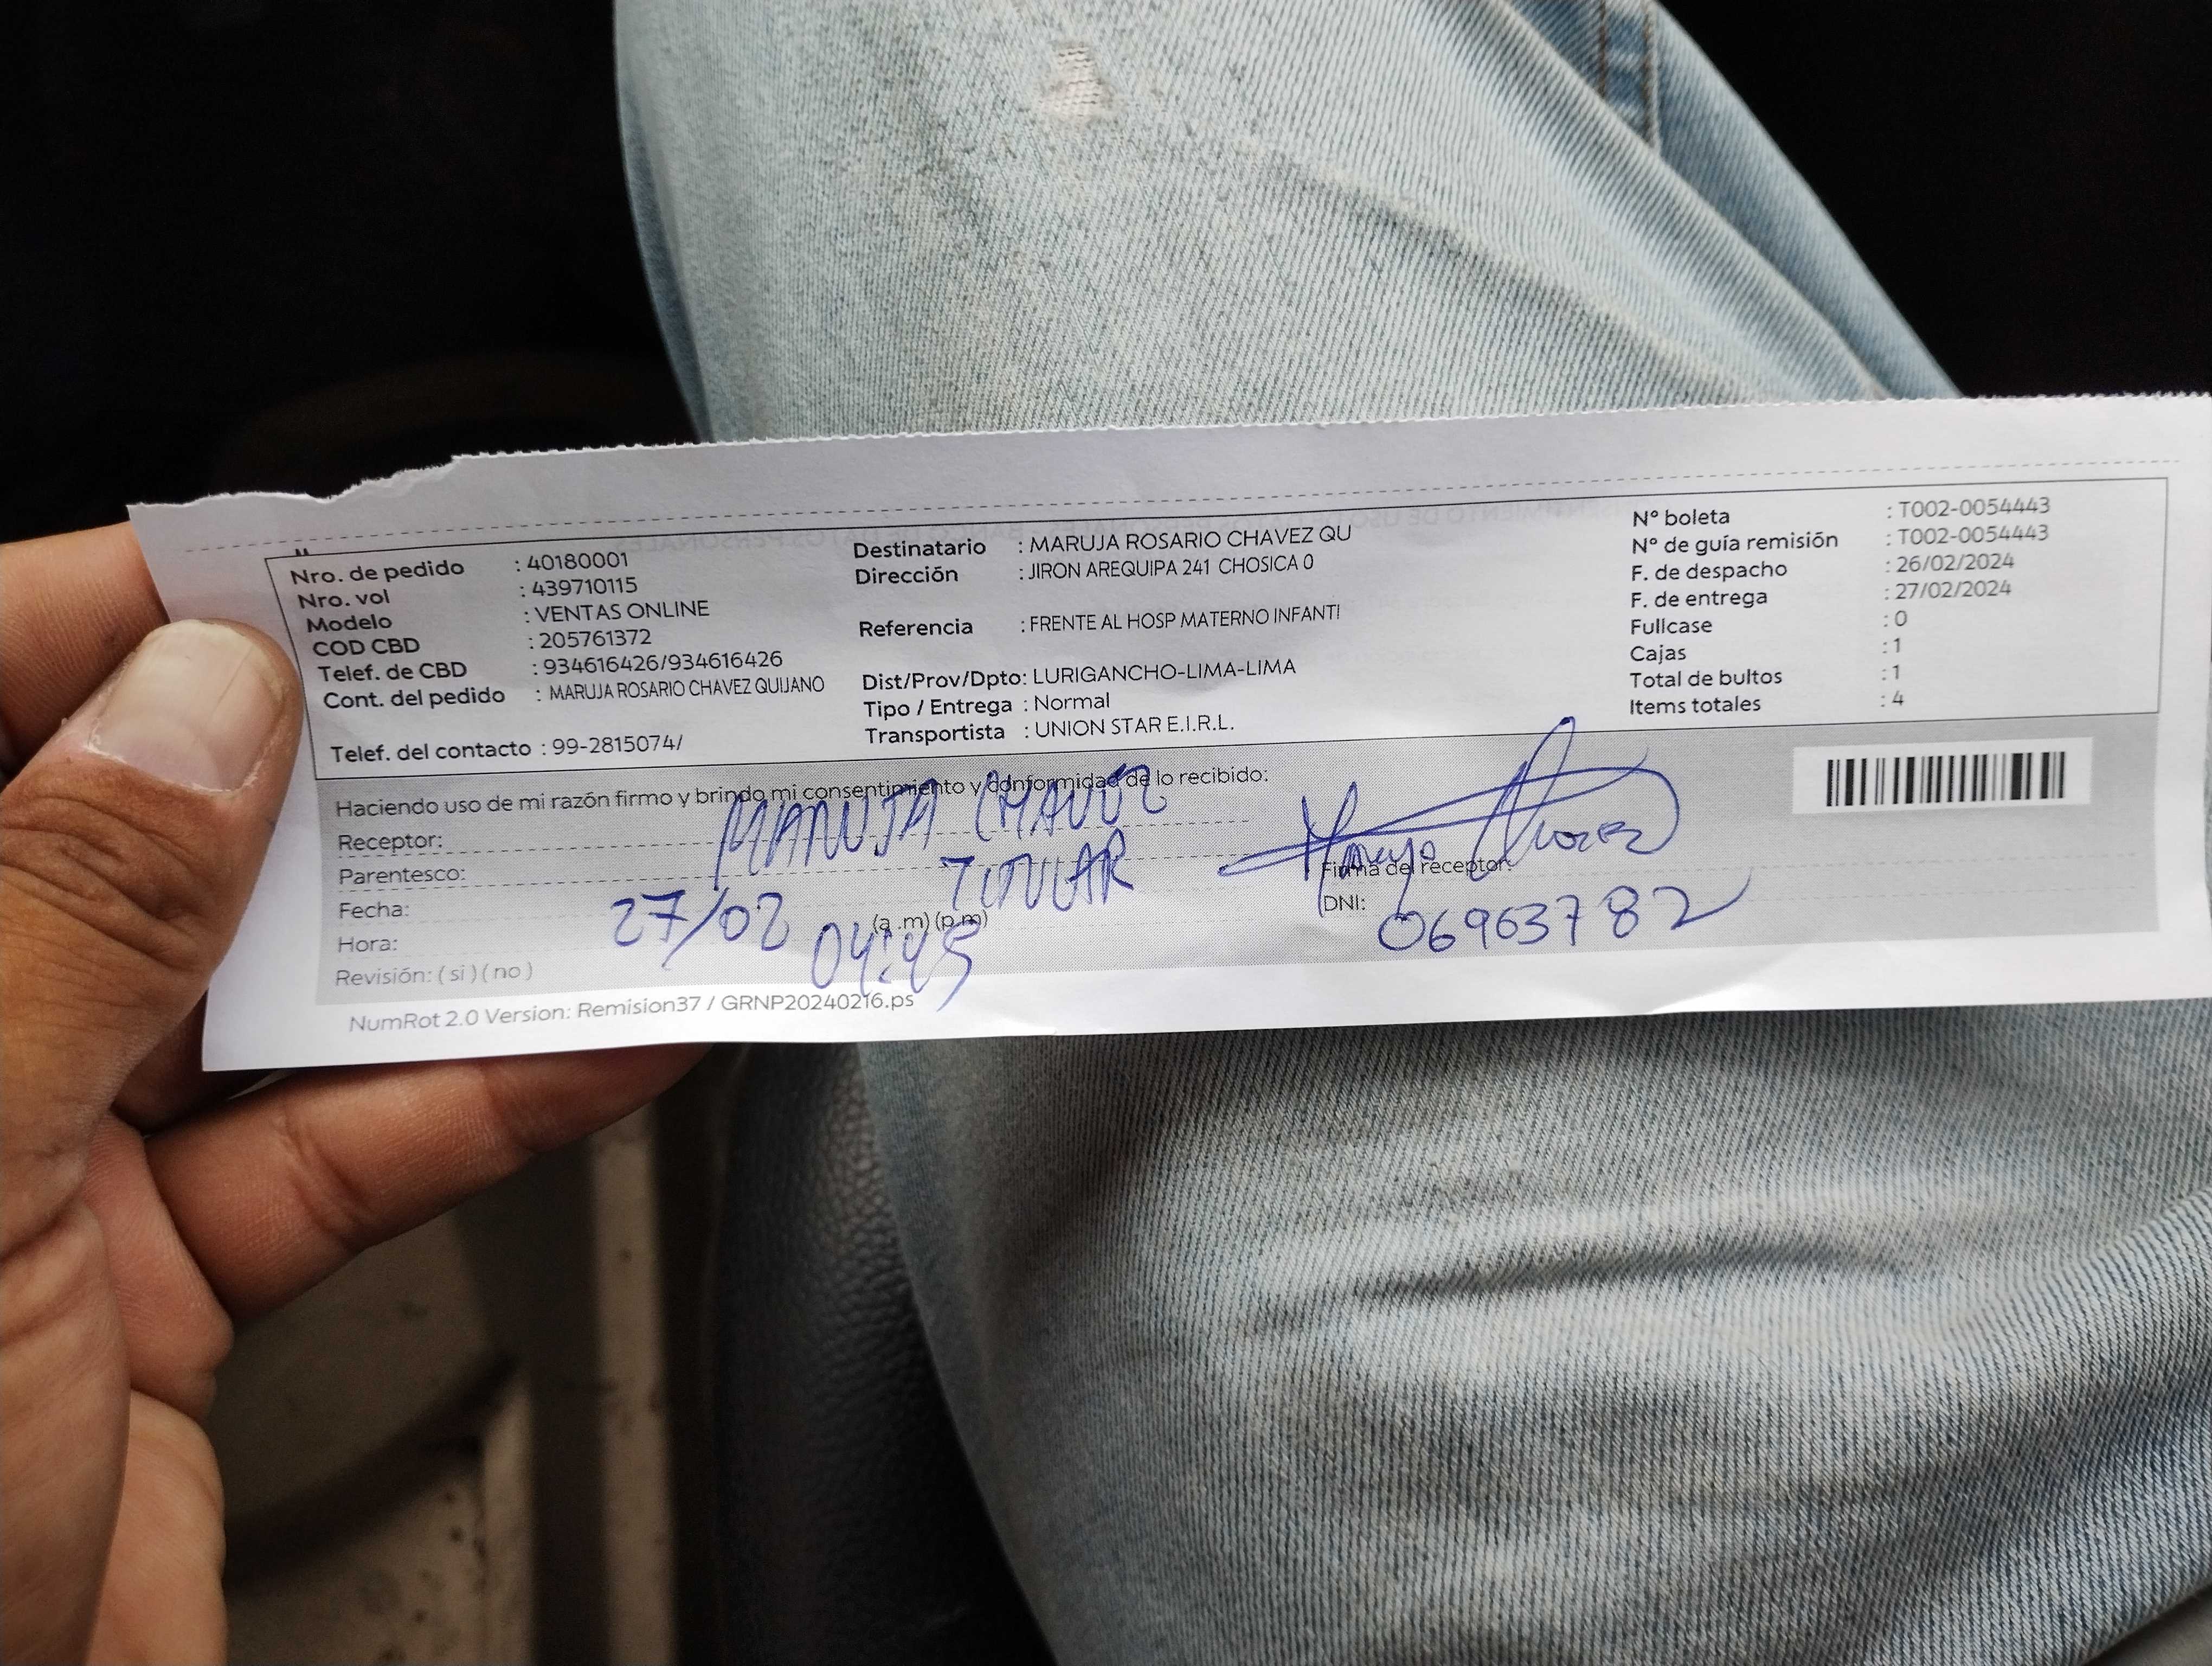 Nro. de pedido : 40180001
Nro. vol : 439710115
Modelo : VENTAS ONLINE
COD CBD : 205761372
Telef. de CBD : 934616426/934616426
Cont. del pedido : MARUJA ROSARIO CHAVEZ QUIJANO
Telef. del contacto : 99-2815074/
Destinatario : MARUJA ROSARIO CHAVEZ QU
Dirección : JIRON AREQUIPA 241 CHOSICA 0
Referencia : FRENTE AL HOSP MATERNO INFANTI
Dist/Prov/Dpto: LURIGANCHO-LIMA-LIMA
Tipo / Entrega : Normal
Transportista : UNION STAR E.I.R.L.
Nº boleta : T002-0054443
Nº de guía remisión : T002-0054443
F. de despacho : 26/02/2024
F. de entrega : 27/02/2024
Fullcase : 0
Cajas : 1
Total de bultos : 1
Items totales : 4
Haciendo uso de mi razón firmo y brindo mi consentimiento y conformidad de lo recibido:
Receptor: MARUJA CHAVEZ
Parentesco: TITULAR
Fecha: 27/02
Hora: 04:45 (a .m) (p.m)
Revisión: ( si ) ( no )
Maruja Chavez
Firma del receptor:
DNI: 06963782
NumRot 2.0 Version: Remision37 / GRNP20240216.ps